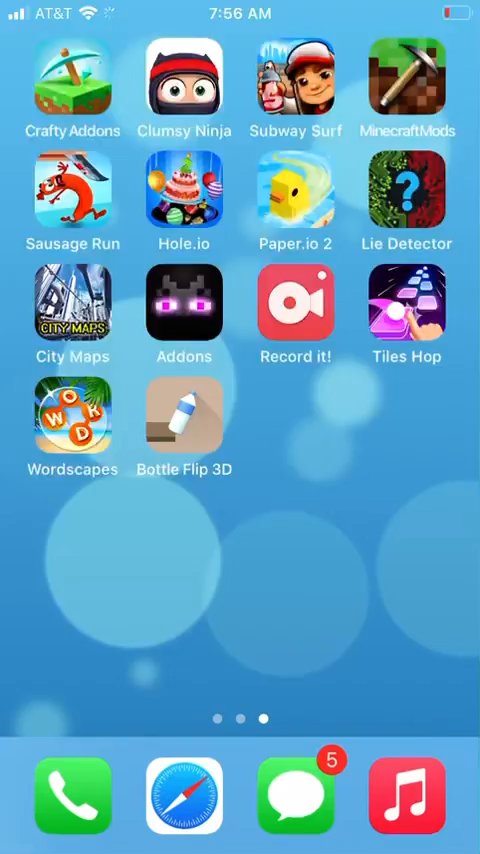 AT&T 7:56 AM
Crafty Addons Clumsy Ninja Subway Surf MinecraftMods
Sausage Run Hole.io Paper.io 2 Lie Detector
?
CITY MAPS
City Maps Addons Record it! Tiles Hop
W O R D
Wordscapes Bottle Flip 3D
5